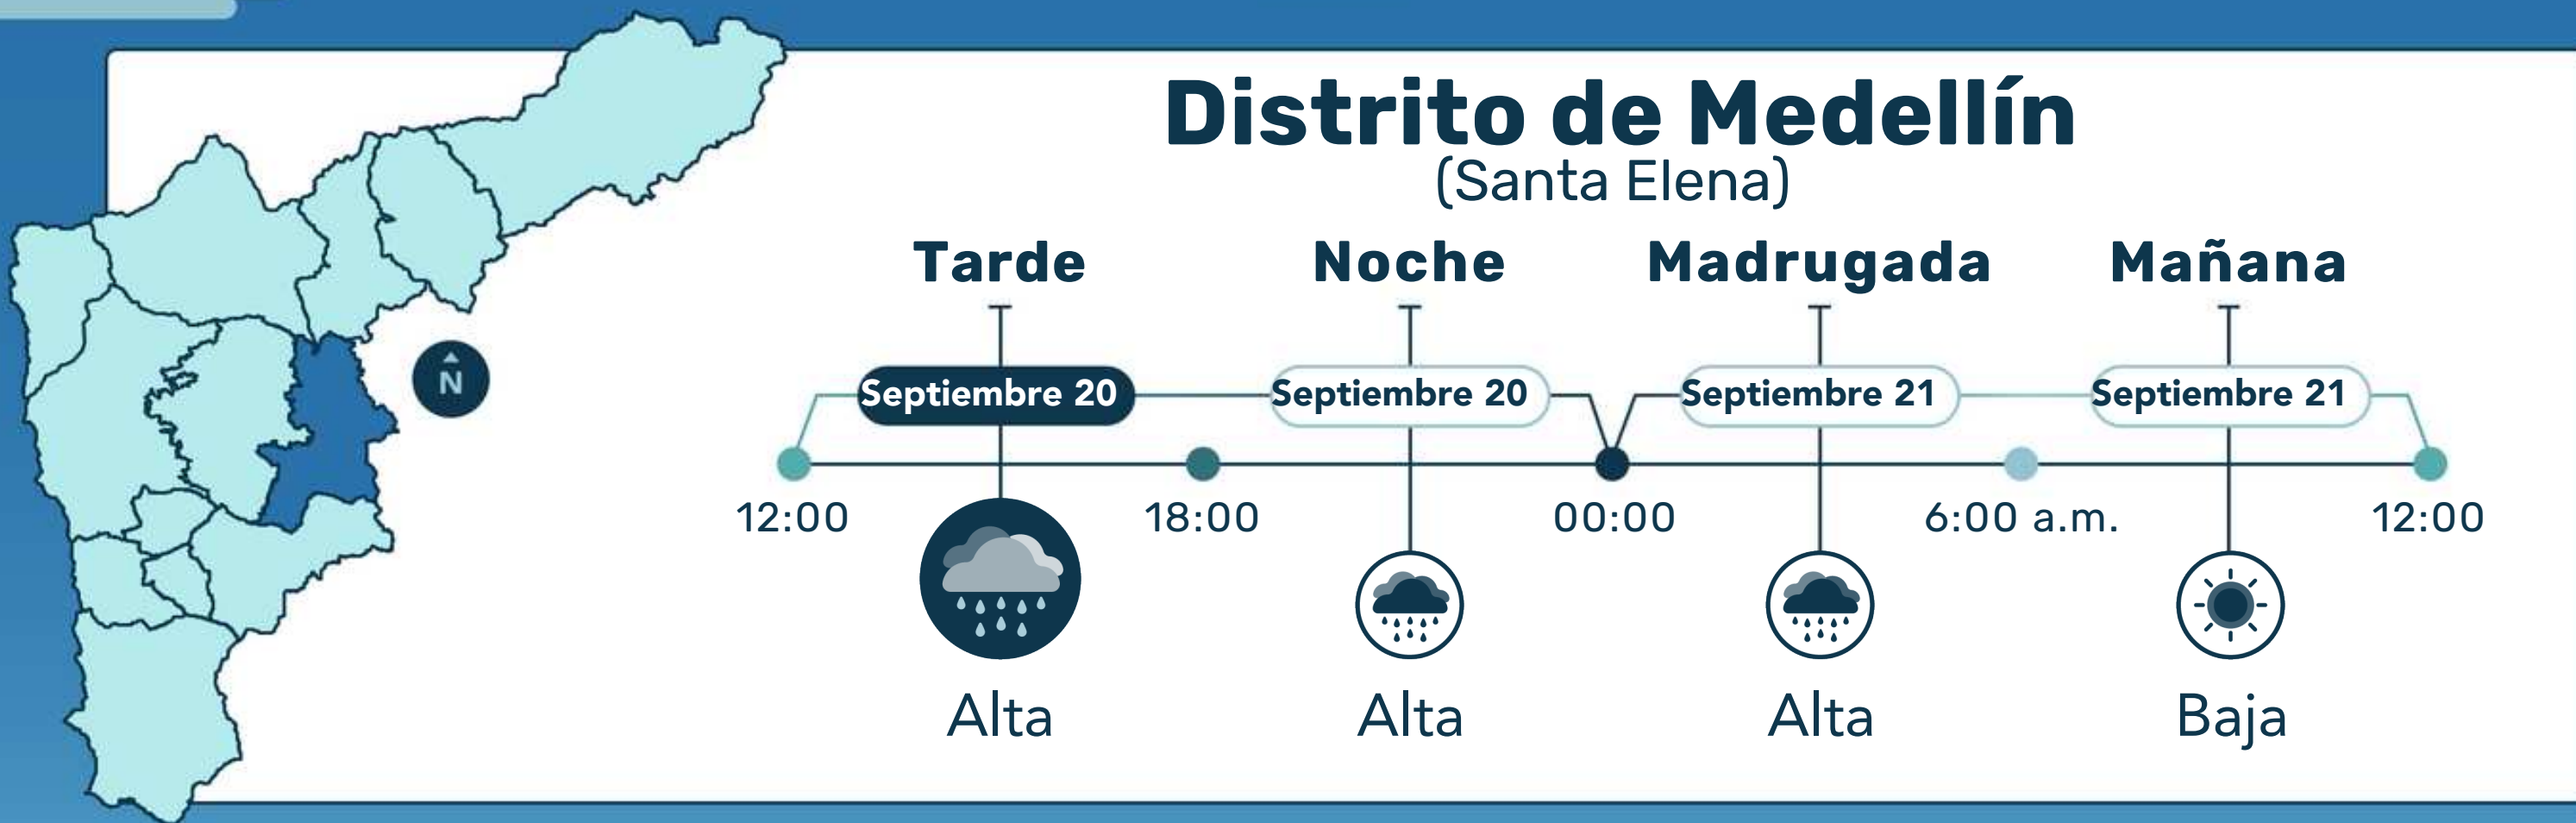 Distrito de Medellín
(Santa Elena)
Tarde Noche Madrugada Mañana
Septiembre 20 Septiembre 20 Septiembre 21 Septiembre 21
N
12:00 18:00 00:00 6:00 a.m. 12:00
Alta Alta Alta Baja